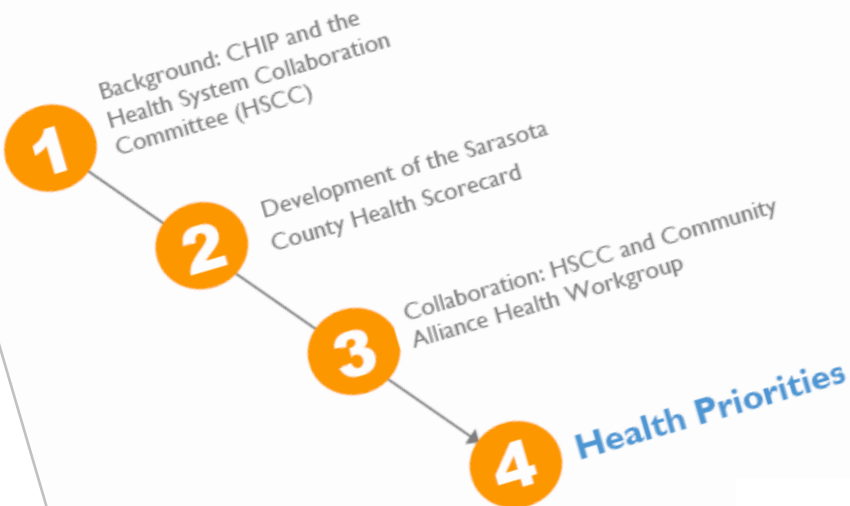 1
Background: CHIP and the
Health System Collaboration
Committee (HSCC)
2
Development of the Sarasota
County Health Scorecard
3
Collaboration: HSCC and Community
Alliance Health Workgroup
4
Health Priorities